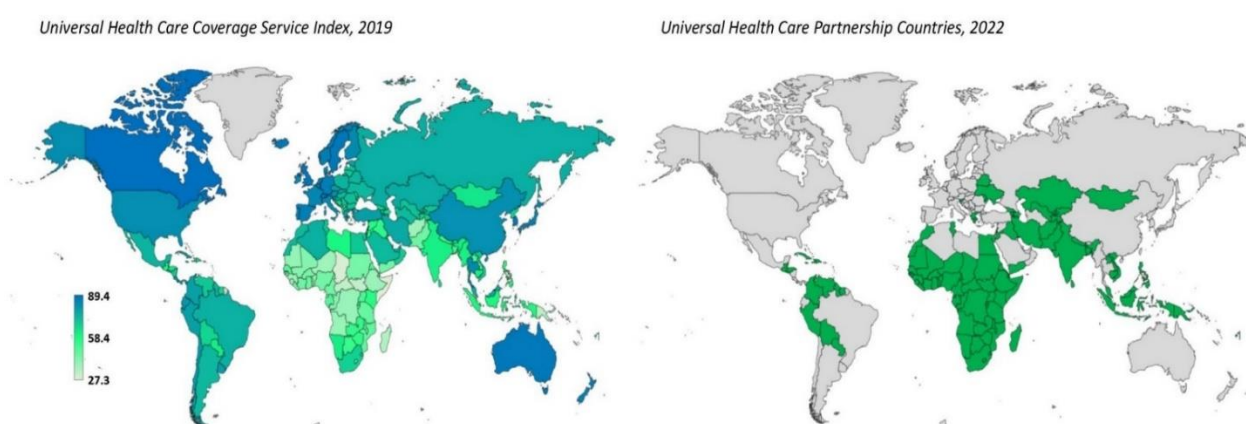 Universal Health Care Coverage Service Index, 2019
Universal Health Care Partnership Countries, 2022
89.4
58.4
27.3